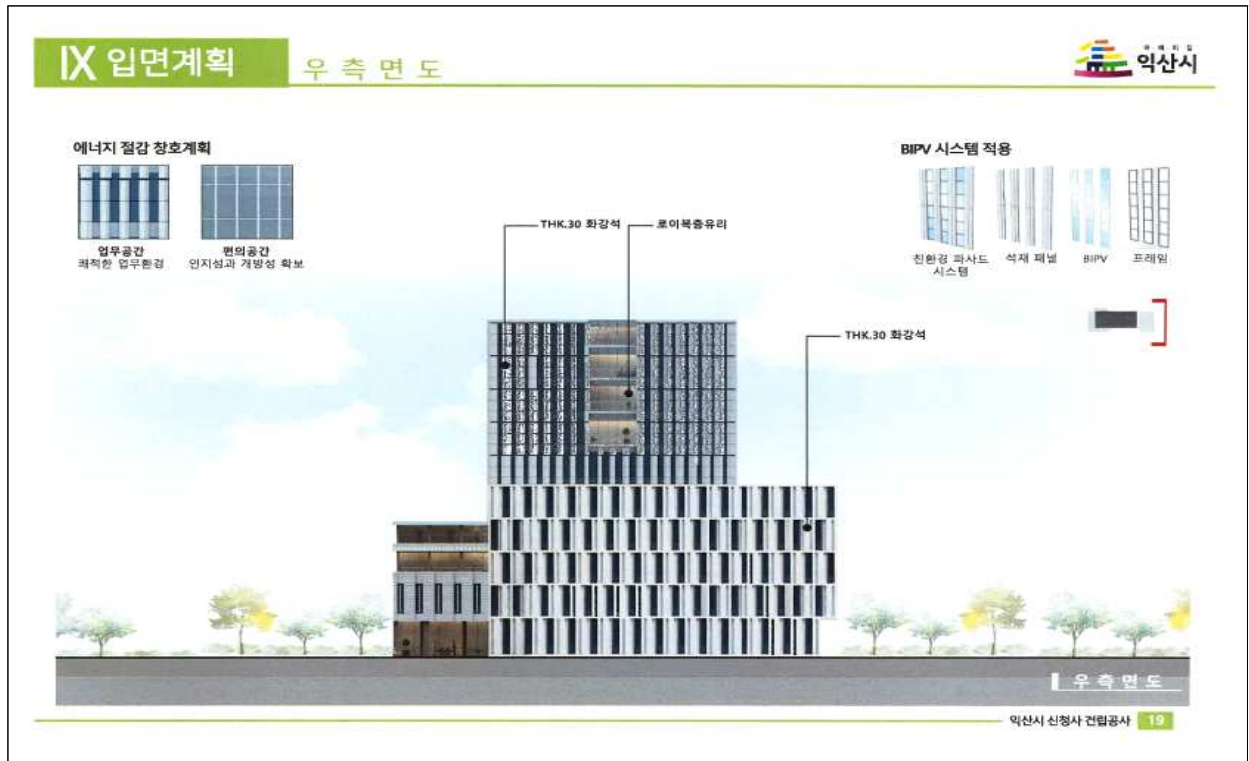 IX 입면계획
우측면도
어메이징
익산시
에너지 절감 창호계획
업무공간
쾌적한 업무환경
편의공간
인지성과 개방성 확보
BIPV 시스템 적용
친환경 파사드
시스템
석재 패널
BIPV
프레임
THK.30 화강석
로이복층유리
THK.30 화강석
우측면도
익산시 신청사 건립공사 19